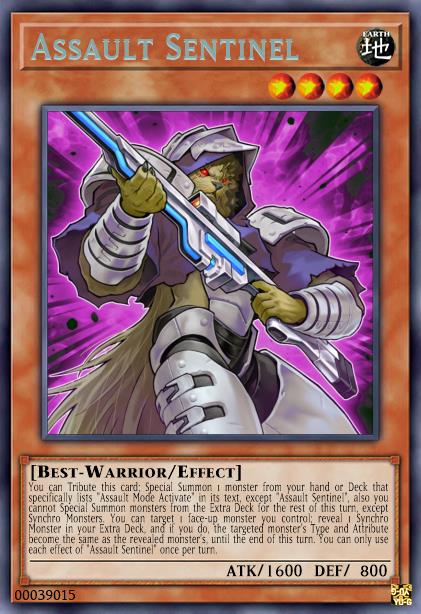 ASSAULT SENTINEL
EARTH
地
[BEST-WARRIOR/EFFECT]
You can Tribute this card; Special Summon 1 monster from your hand or Deck that
specifically lists "Assault Mode Activate" in its text, except "Assault Sentinel", also you
cannot Special Summon monsters from the Extra Deck for the rest of this turn, except
Synchro Monsters. You can target 1 face-up monster you control; reveal 1 Synchro
Monster in your Extra Deck, and if you do, the targeted monster's Type and Attribute
become the same as the revealed monster's, until the end of this turn. You can only use
each effect of "Assault Sentinel" once per turn.
ATK/1600 DEF/ 800
00039015